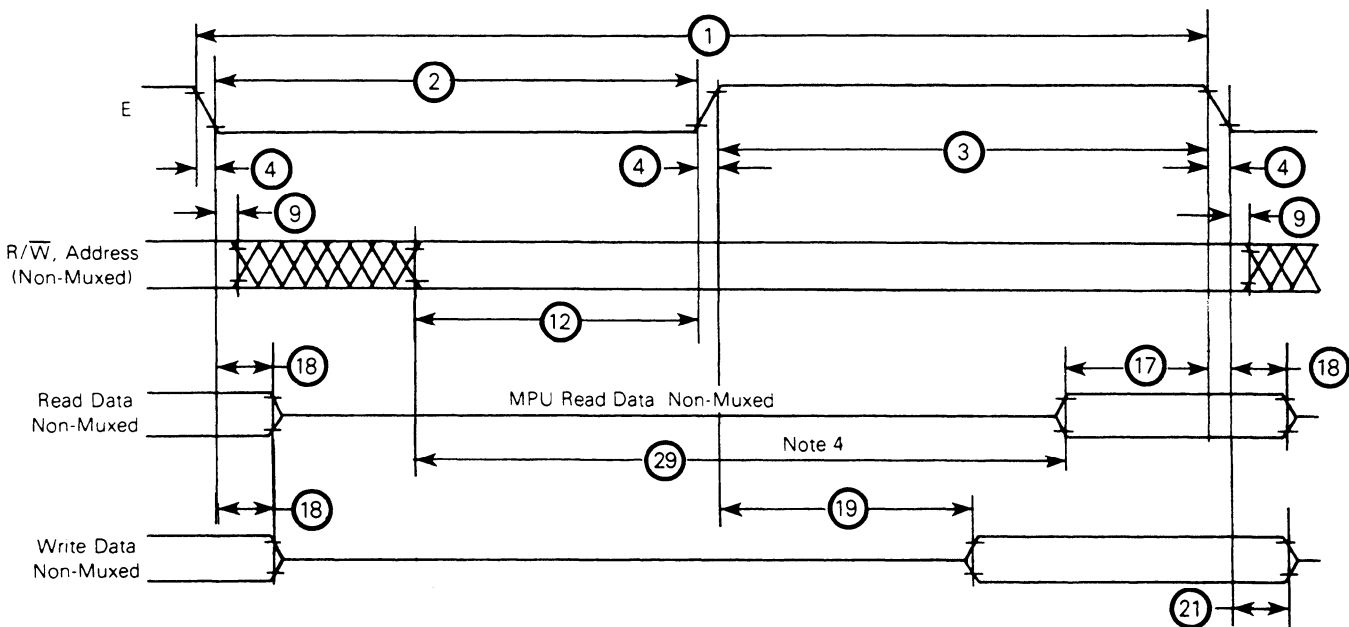 1
2
E
3
4
4
4
9
9
R/W̅, Address
(Non-Muxed)
12
18
17
18
Read Data
Non-Muxed
MPU Read Data Non-Muxed
Note 4
29
18
19
Write Data
Non-Muxed
21